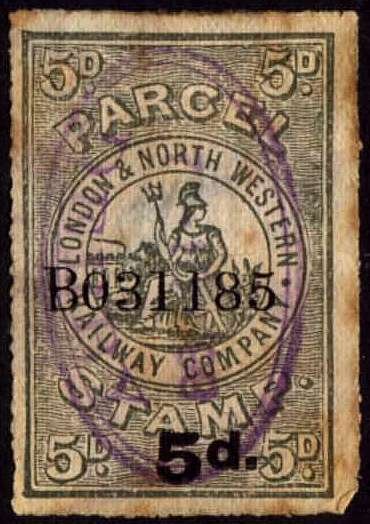 5D. 5D.
PARCEL
LONDON & NORTH WESTERN
B031185
RAILWAY COMPANY
STAMP.
5D. 5D.
5d.